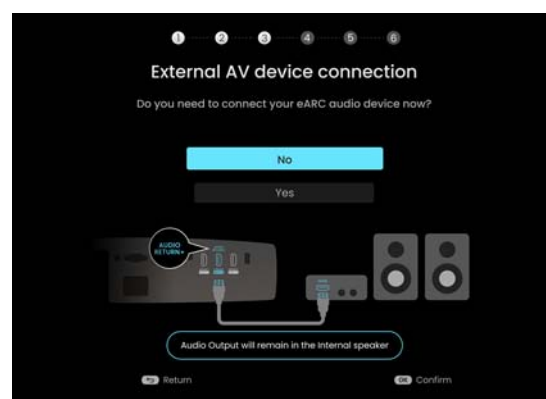 1 2 3 4 5 6
External AV device connection
Do you need to connect your eARC audio device now?
No
Yes
AUDIO
RETURN+
Audio Output will remain in the Internal speaker
Return
OK Confirm